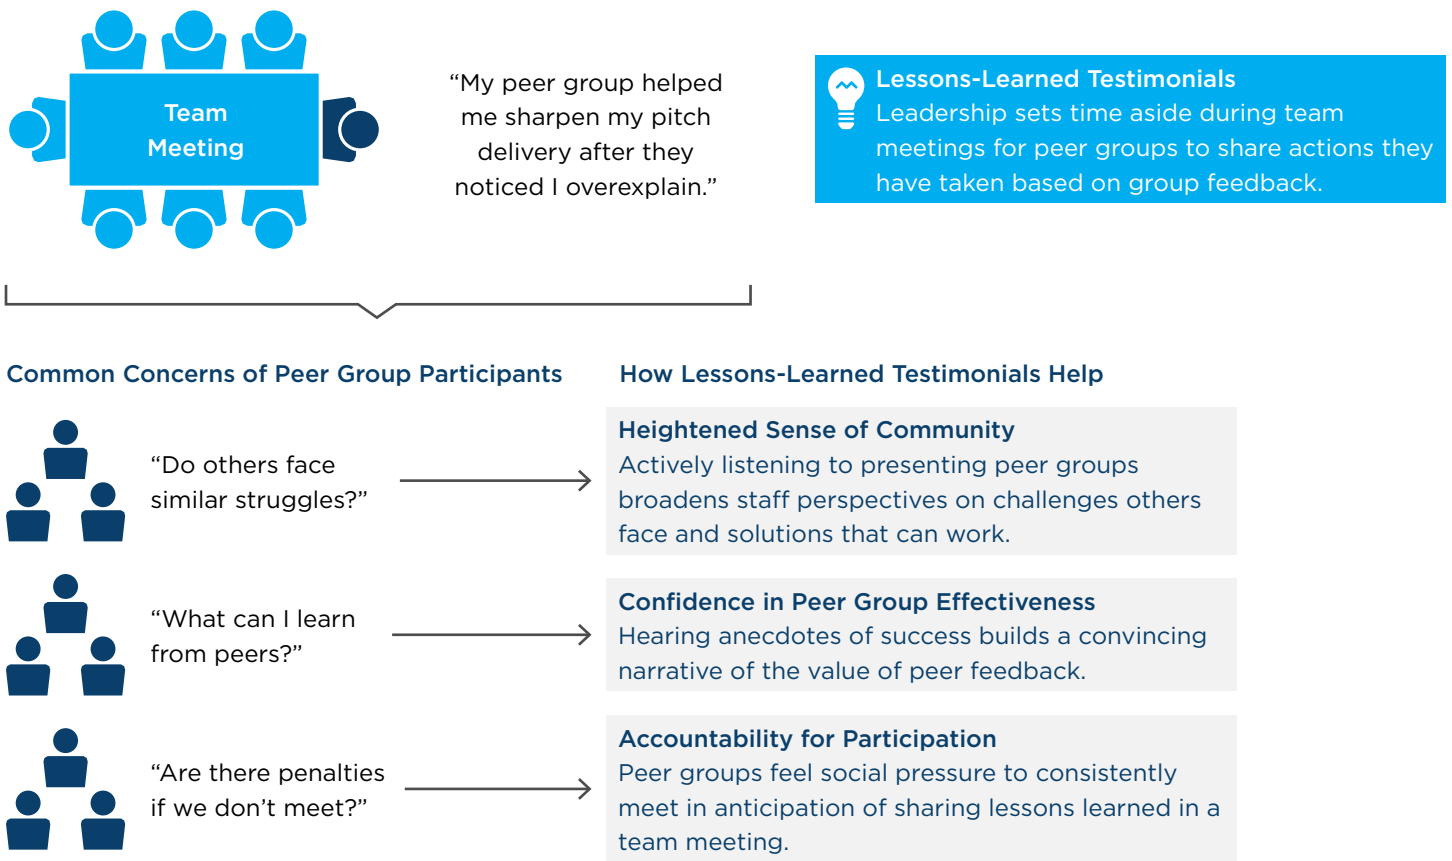 Team
Meeting
“My peer group helped
me sharpen my pitch
delivery after they
noticed I overexplain.”
Lessons-Learned Testimonials
Leadership sets time aside during team
meetings for peer groups to share actions they
have taken based on group feedback.
Common Concerns of Peer Group Participants
How Lessons-Learned Testimonials Help
“Do others face
similar struggles?”
Heightened Sense of Community
Actively listening to presenting peer groups
broadens staff perspectives on challenges others
face and solutions that can work.
“What can I learn
from peers?”
Confidence in Peer Group Effectiveness
Hearing anecdotes of success builds a convincing
narrative of the value of peer feedback.
“Are there penalties
if we don’t meet?”
Accountability for Participation
Peer groups feel social pressure to consistently
meet in anticipation of sharing lessons learned in a
team meeting.